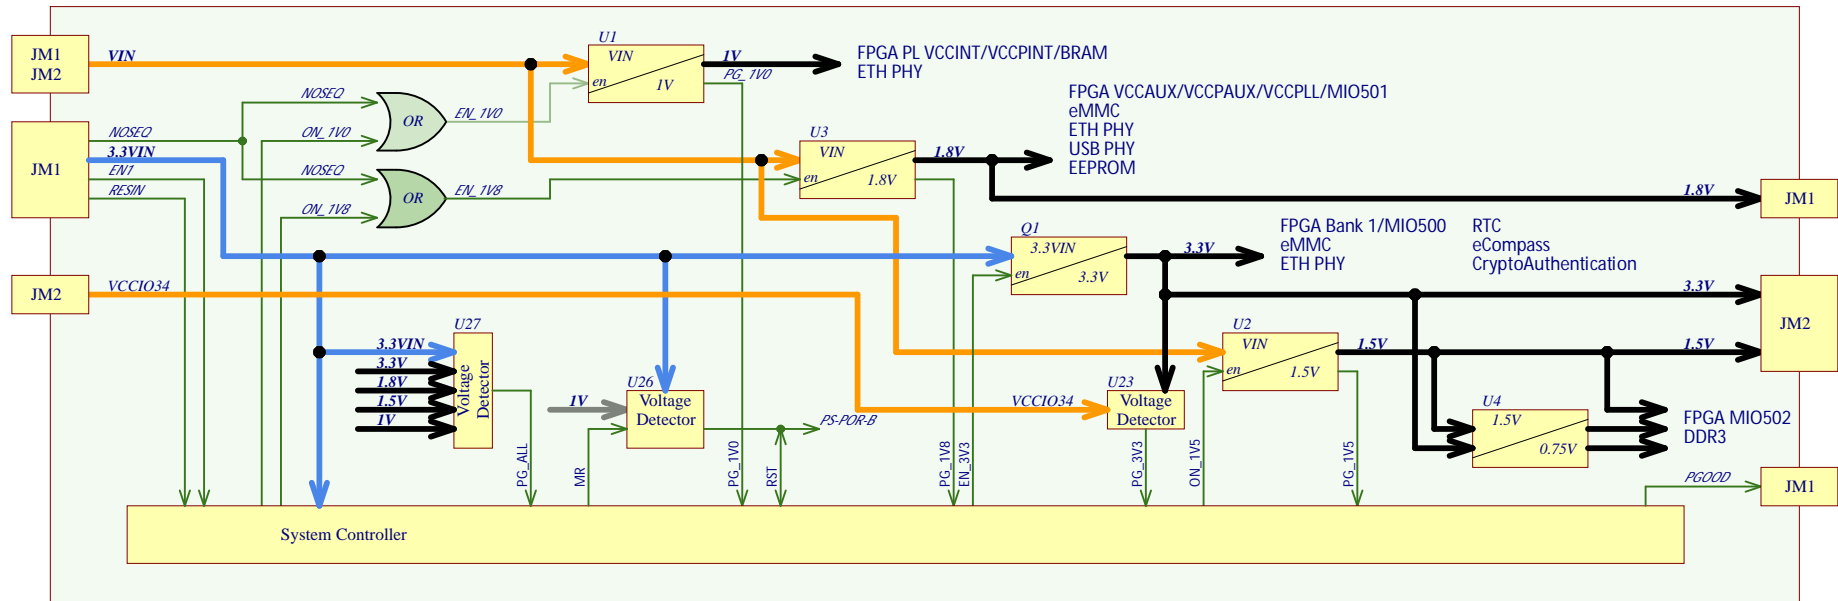 JM1
JM2
VIN
U1
VIN
en
1V
1V
PG_1V0
FPGA PL VCCINT/VCCPINT/BRAM
ETH PHY
NOSEQ
OR
EN_1V0
ON_1V0
FPGA VCCAUX/VCCPAUX/VCCPLL/MIO501
eMMC
ETH PHY
USB PHY
EEPROM
JM1
NOSEQ
3.3VIN
EN1
RESIN
NOSEQ
OR
EN_1V8
ON_1V8
U3
VIN
en
1.8V
1.8V
1.8V
JM1
Q1
3.3VIN
en
3.3V
3.3V
FPGA Bank 1/MIO500
eMMC
ETH PHY
RTC
eCompass
CryptoAuthentication
JM2
VCCIO34
3.3V
JM2
1.5V
U27
3.3VIN
3.3V
1.8V
1.5V
1V
Voltage
Detector
PG_ALL
U26
1V
Voltage
Detector
MR
PS-POR-B
PG_1V0
RST
PG_1V8
EN_3V3
VCCIO34
U23
Voltage
Detector
PG_3V3
ON_1V5
U2
VIN
en
1.5V
1.5V
PG_1V5
U4
1.5V
0.75V
FPGA MIO502
DDR3
PGOOD
JM1
System Controller